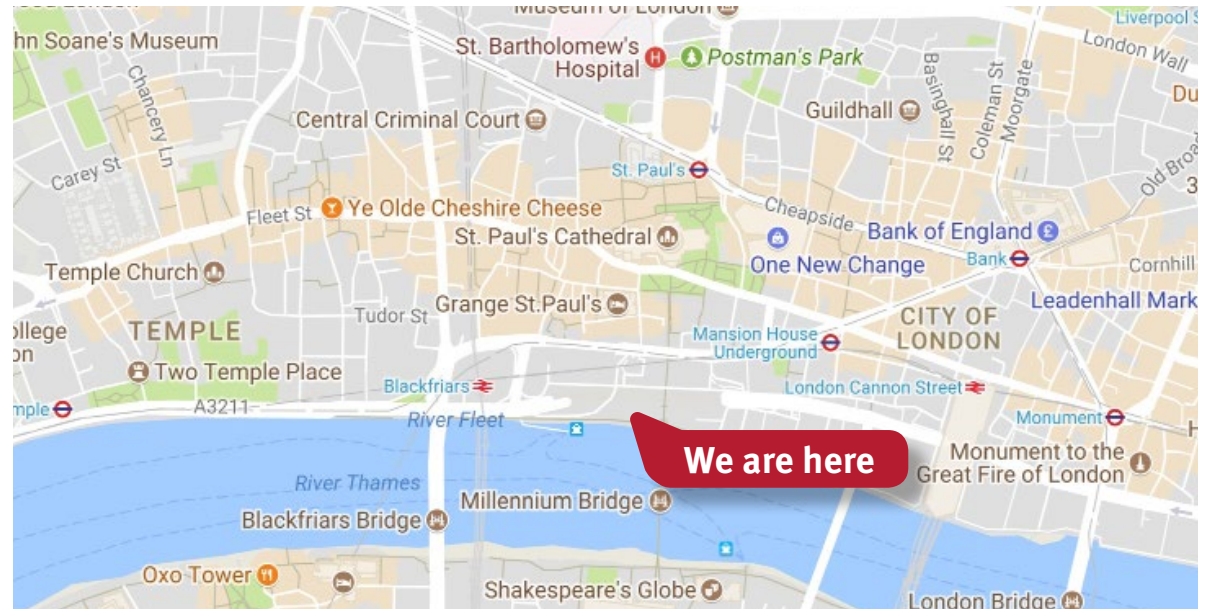 Museum of London
Liverpool S
hn Soane's Museum
St. Bartholomew's
Hospital
H
Postman's Park
London Wall
Chancery Ln
Basinghall St
Coleman St
Moorgate
Du
Central Criminal Court
Guildhall
Carey St
St. Paul's
Old Broa
3
Fleet St
Ye Olde Cheshire Cheese
Cheapside
Bank of England
£
St. Paul's Cathedral
One New Change
Bank
Cornhill
Temple Church
Leadenhall Mark
Grange St.Paul's
Tudor St
CITY OF
LONDON
ollege
on
TEMPLE
Mansion House
Underground
Two Temple Place
Blackfriars
London Cannon Street
mple
A3211
River Fleet
Monument
H
We are here
Monument to the
Great Fire of London
River Thames
Millennium Bridge
Blackfriars Bridge
Oxo Tower
Shakespeare's Globe
London Bridge